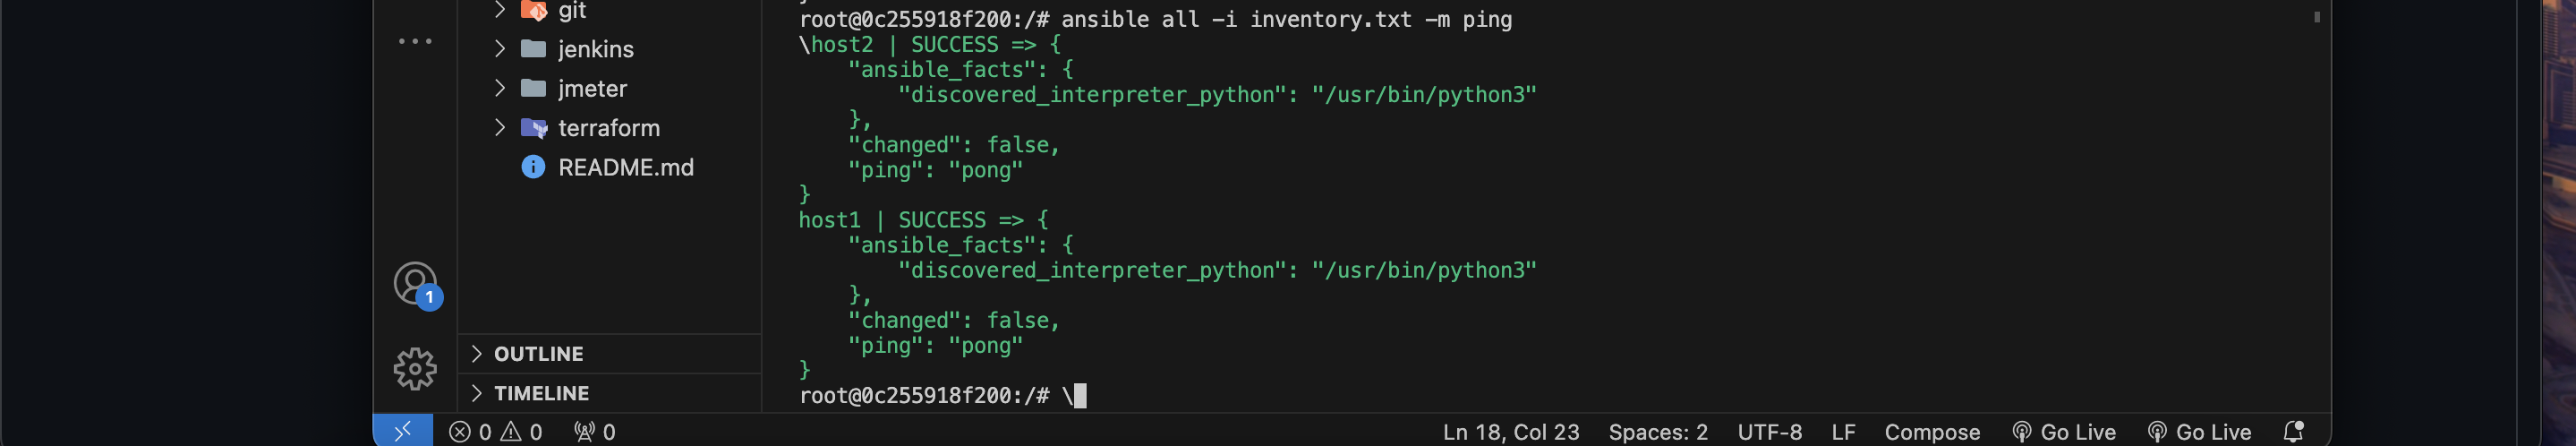 git
jenkins
jmeter
terraform
README.md
1
OUTLINE
TIMELINE
root@0c255918f200:/# ansible all -i inventory.txt -m ping
\host2 | SUCCESS => {
    "ansible_facts": {
        "discovered_interpreter_python": "/usr/bin/python3"
    },
    "changed": false,
    "ping": "pong"
}
host1 | SUCCESS => {
    "ansible_facts": {
        "discovered_interpreter_python": "/usr/bin/python3"
    },
    "changed": false,
    "ping": "pong"
}
root@0c255918f200:/# \
0 0 0 Ln 18, Col 23 Spaces: 2 UTF-8 LF Compose Go Live Go Live